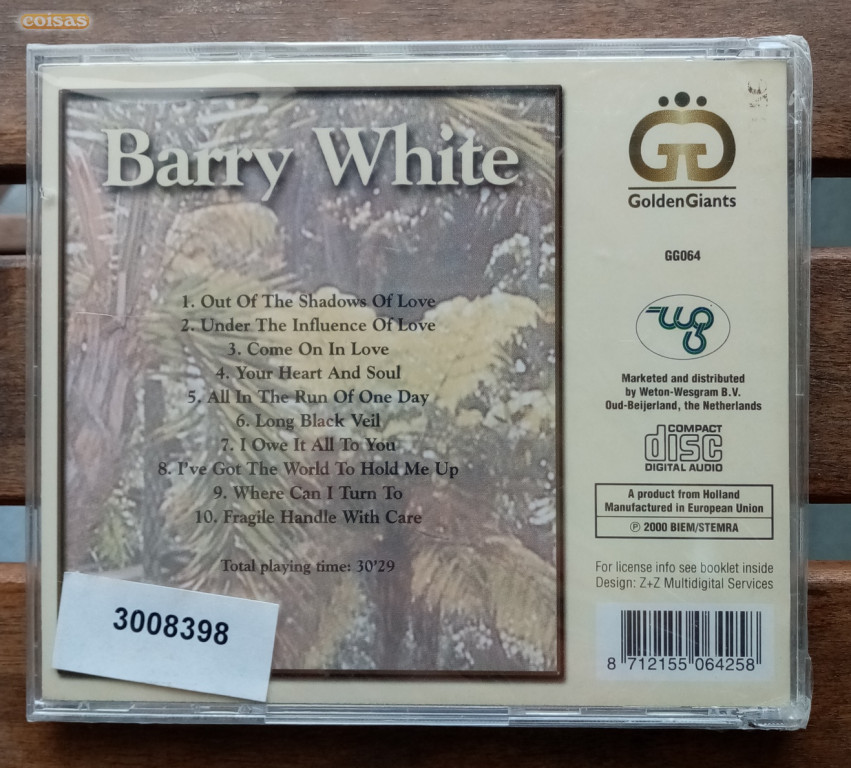 coisas
Barry White
1. Out Of The Shadows Of Love
2. Under The Influence Of Love
3. Come On In Love
4. Your Heart And Soul
5. All In The Run Of One Day
6. Long Black Veil
7. I Owe It All To You
8. I've Got The World To Hold Me Up
9. Where Can I Turn To
10. Fragile Handle With Care
Total playing time: 30'29
3008398
GG
GoldenGiants
GG064
wg
Marketed and distributed
by Weton-Wesgram B.V.
Oud-Beijerland, the Netherlands
COMPACT
disc
DIGITAL AUDIO
A product from Holland
Manufactured in European Union
℗ 2000 BIEM/STEMRA
For license info see booklet inside
Design: Z+Z Multidigital Services
8 712155 064258